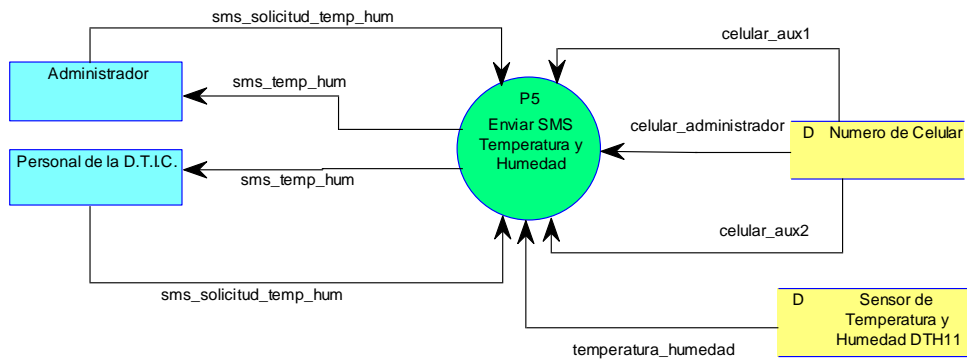 sms_solicitud_temp_hum
celular_aux1
Administrador
sms_temp_hum
P5
Enviar SMS
Temperatura y
Humedad
celular_administrador
D Numero de Celular
Personal de la D.T.I.C.
sms_temp_hum
celular_aux2
sms_solicitud_temp_hum
D Sensor de
Temperatura y
Humedad DTH11
temperatura_humedad